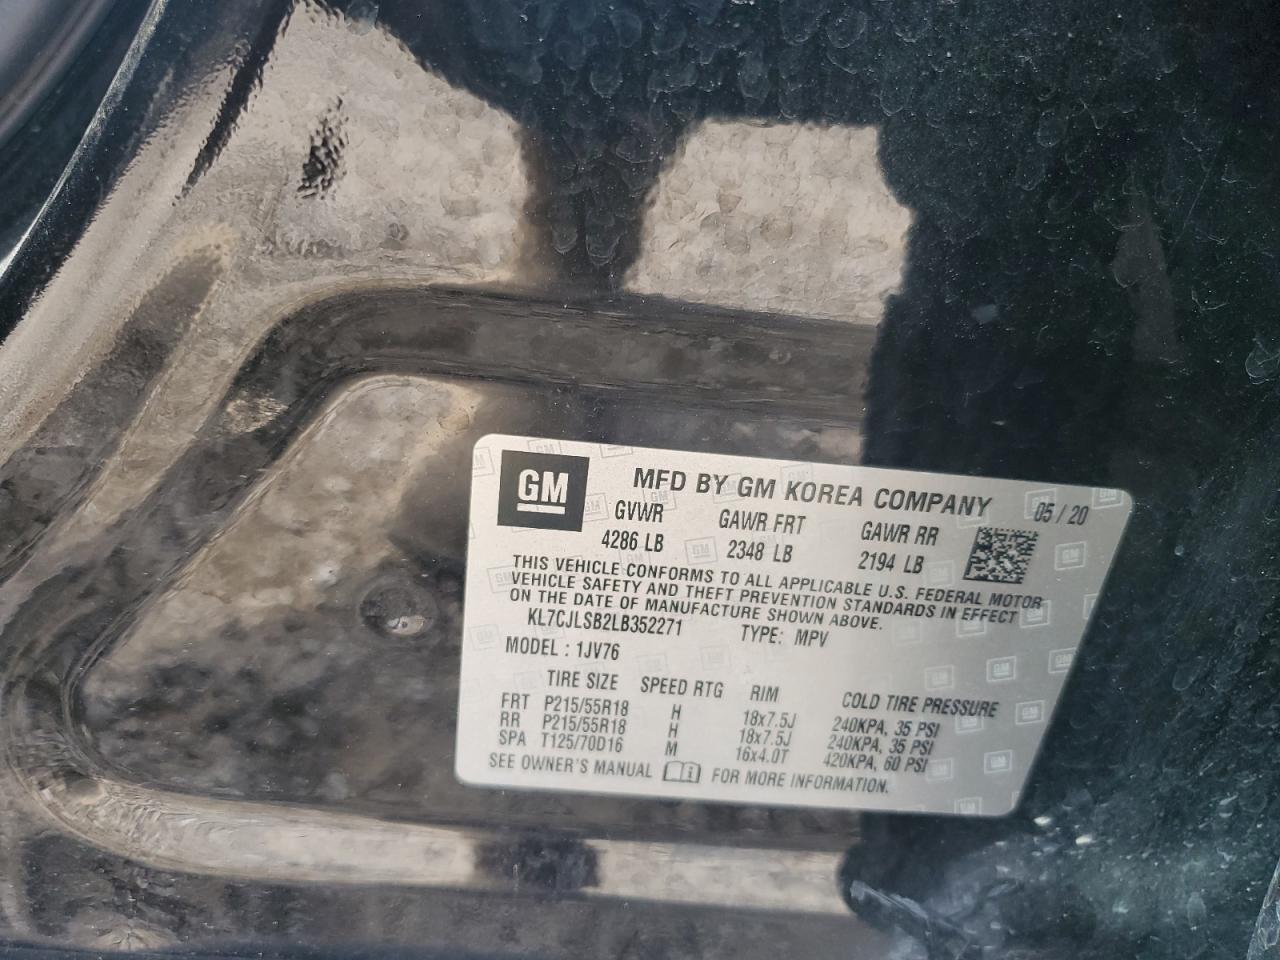 GM MFD BY GM KOREA COMPANY 05 / 20
GVWR GAWR FRT GAWR RR
4286 LB 2348 LB 2194 LB
THIS VEHICLE CONFORMS TO ALL APPLICABLE U.S. FEDERAL MOTOR
VEHICLE SAFETY AND THEFT PREVENTION STANDARDS IN EFFECT
ON THE DATE OF MANUFACTURE SHOWN ABOVE.
KL7CJLSB2LB352271 TYPE: MPV
MODEL : 1JV76
TIRE SIZE SPEED RTG RIM COLD TIRE PRESSURE
FRT P215/55R18 H 18x7.5J 240KPA, 35 PSI
RR P215/55R18 H 18x7.5J 240KPA, 35 PSI
SPA T125/70D16 M 16x4.0T 420KPA, 60 PSI
SEE OWNER'S MANUAL FOR MORE INFORMATION.